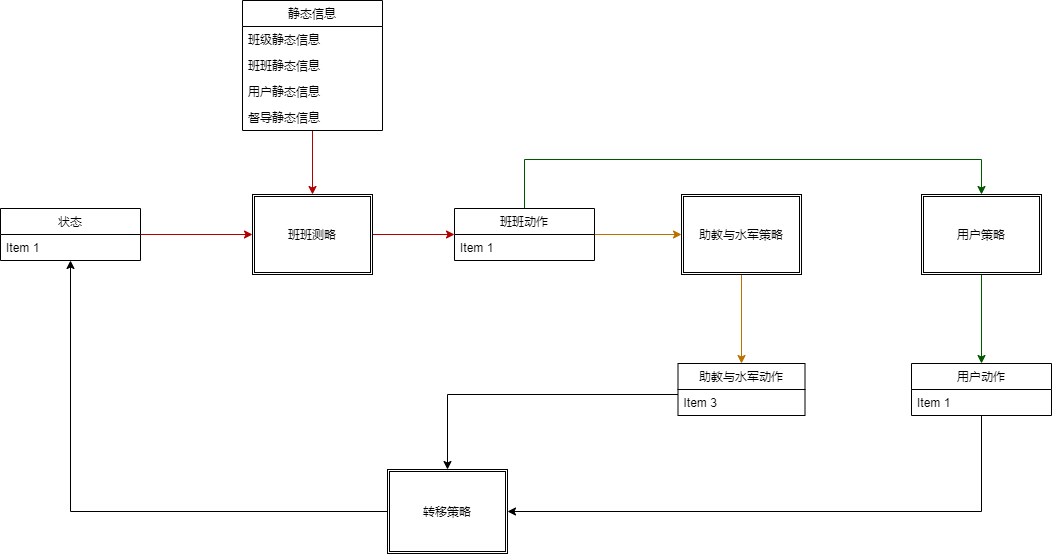 静态信息
班级静态信息
班班静态信息
用户静态信息
督导静态信息
状态
Item 1
班班测略
班班动作
Item 1
助教与水军策略
用户策略
助教与水军动作
Item 3
用户动作
Item 1
转移策略